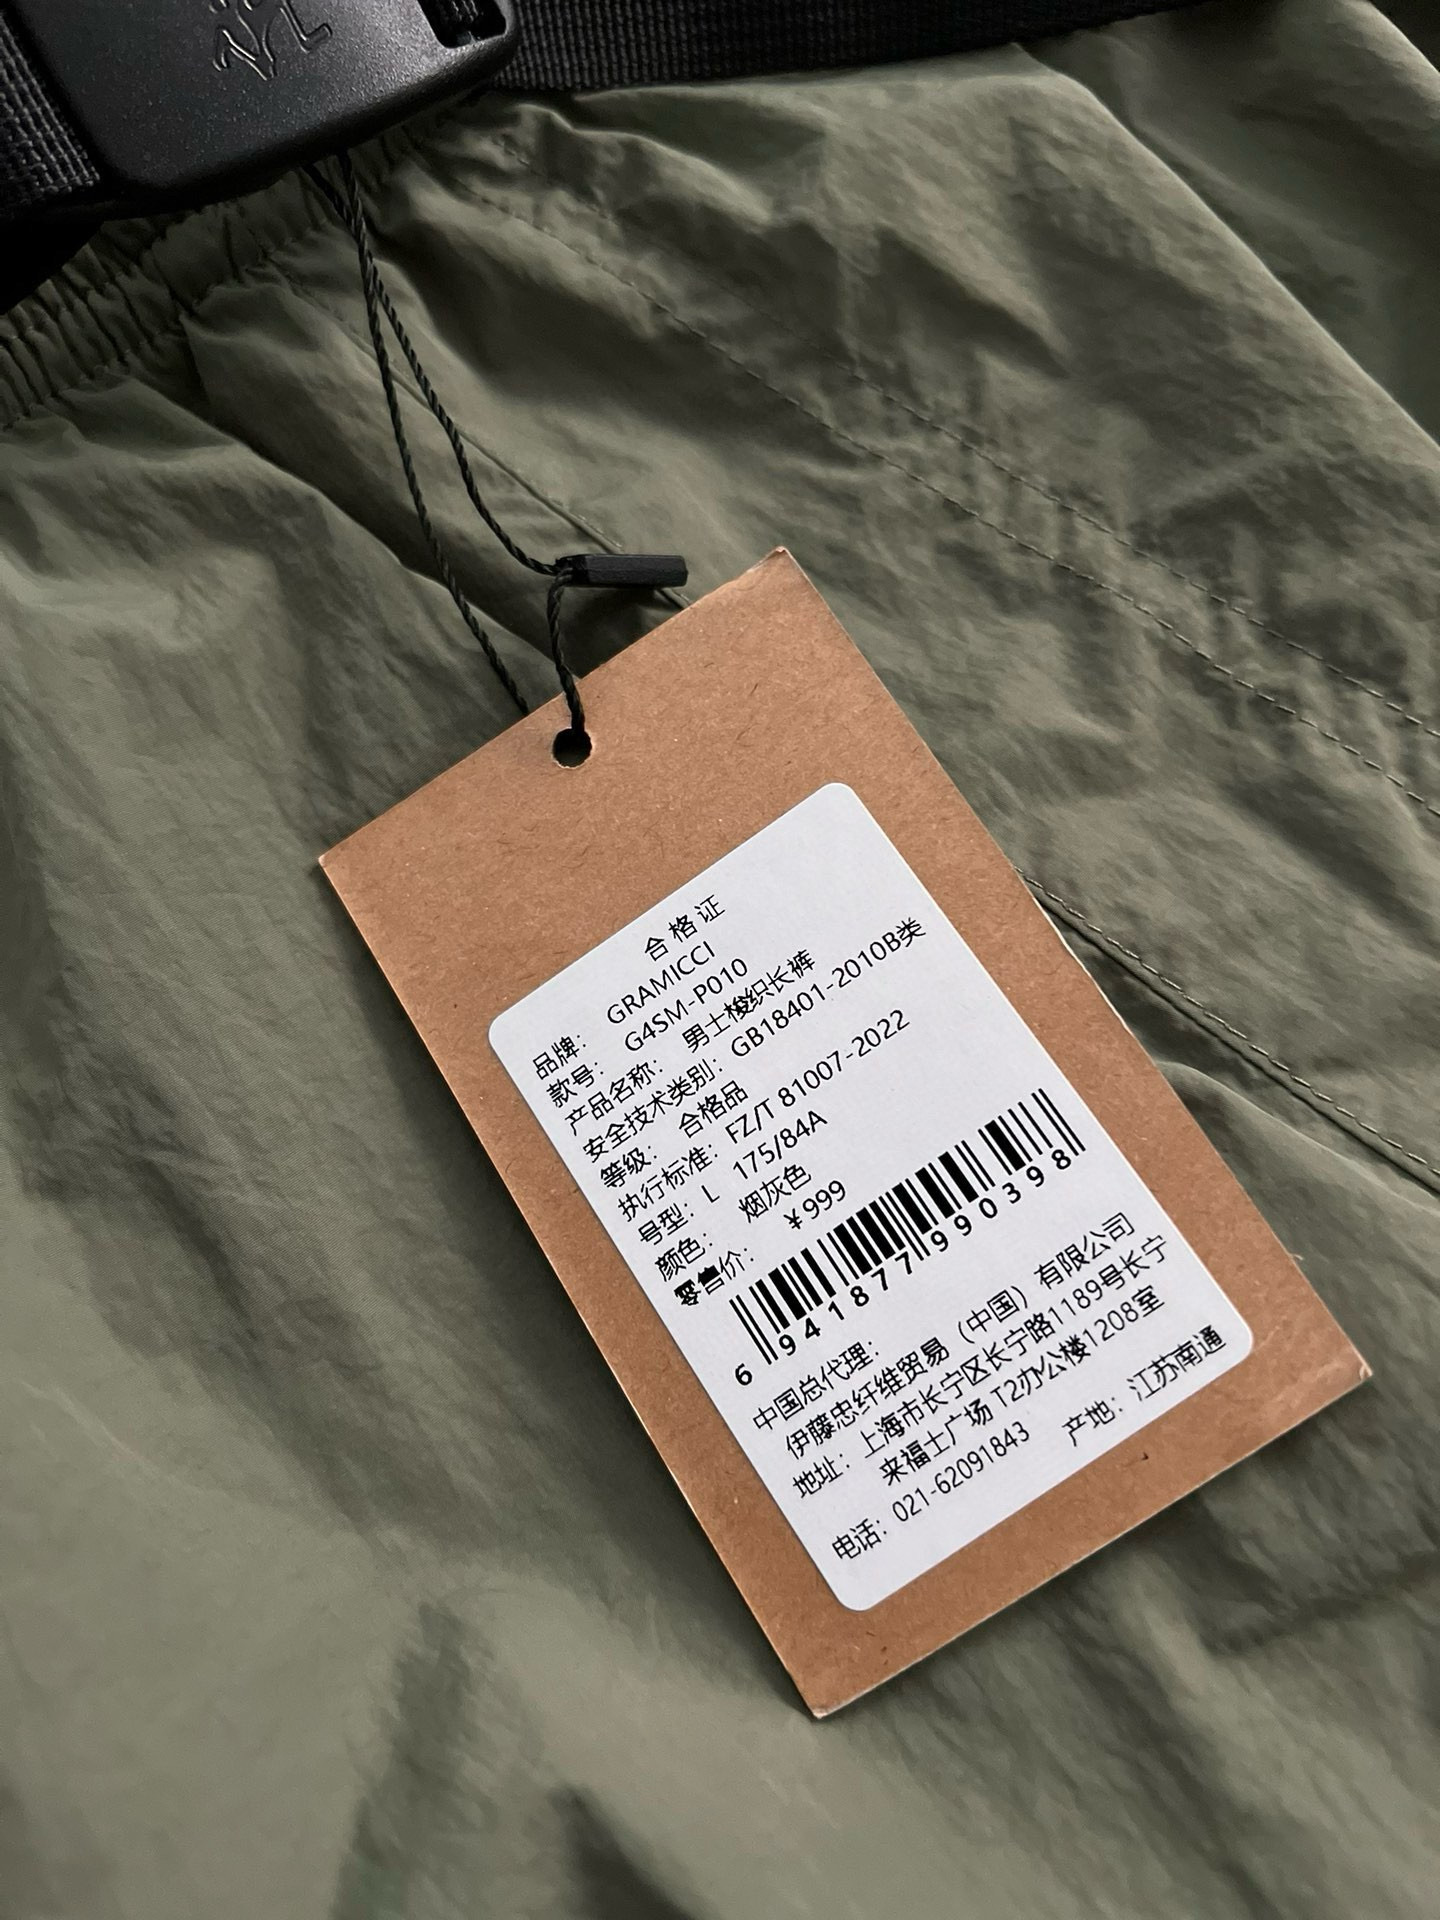 合格证
品牌： GRAMICCI
款号： G4SM-P010
产品名称： 男士梭织长裤
安全技术类别： GB18401-2010B类
等级： 合格品
执行标准： FZ/T 81007-2022
号型： L 175/84A
颜色： 烟灰色
零售价： ¥999
6941877990398
中国总代理：
伊藤忠纤维贸易（中国）有限公司
地址： 上海市长宁区长宁路1189号长宁
来福士广场 T2办公楼1208室
电话： 021-62091843 产地： 江苏南通